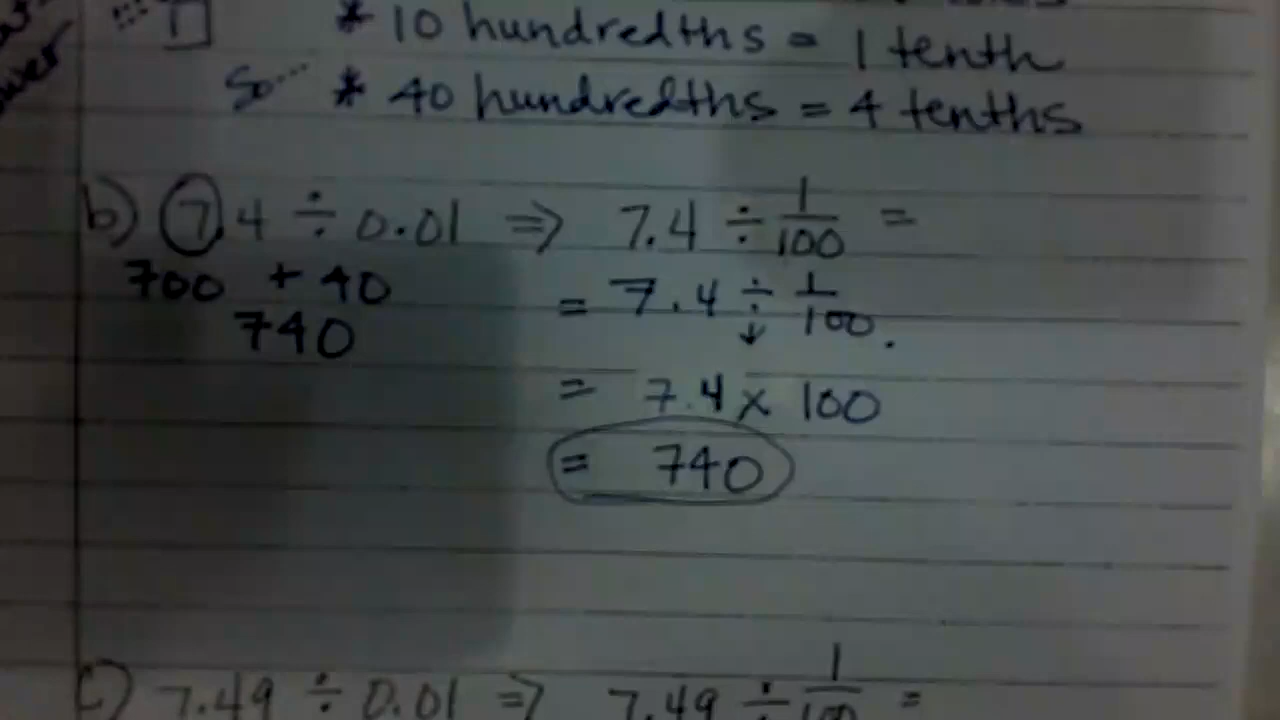 * 10 hundredths = 1 tenth
So... * 40 hundredths = 4 tenths
b) 7.4 ÷ 0.01 ⇒ 7.4 ÷ 1/100 =
700 + 40
= 7.4 ÷ 1/100.
740
= 7.4 × 100
= 740
c) 7.49 ÷ 0.01 ⇒ 7.49 ÷ 1/100 =